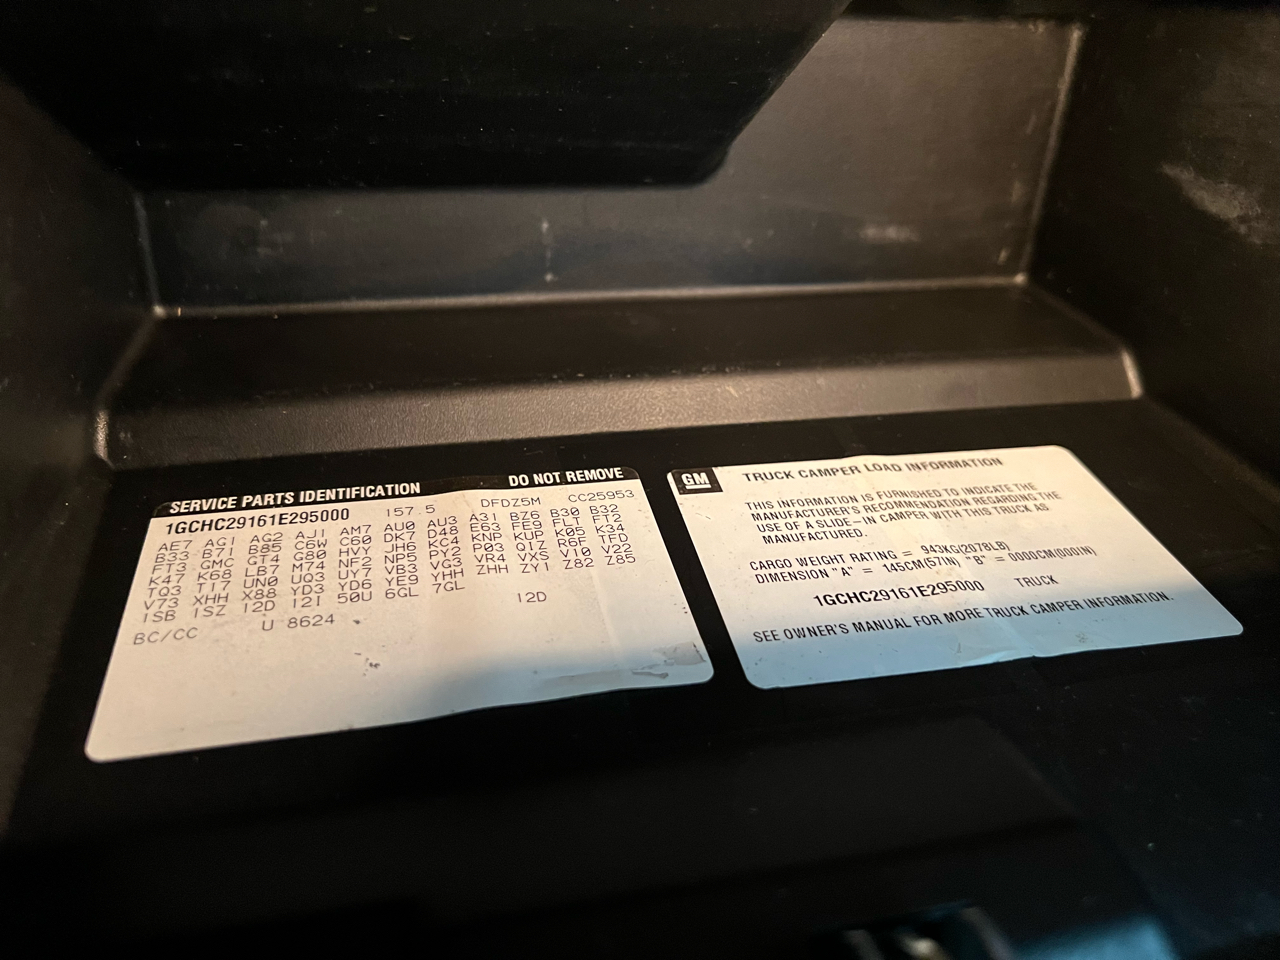 SERVICE PARTS IDENTIFICATION DO NOT REMOVE
1GCHC29161E295000 157.5 DFDZ5M CC25953
AE7 AG1 AG2 AJ1 AM7 AU0 AU3 A31 BZ6 B30 B32
B33 B71 B85 C6W C60 DK7 D48 E63 FE9 FLT FT2
FT3 GMC GT4 G80 HVY JH6 KC4 KNP KUP K05 K34
K47 K68 LB7 M74 NF2 NP5 PY2 P03 QIZ R6F TFD
TQ3 T17 UN0 UQ3 UY7 VB3 VG3 VR4 VXS V10 V22
V73 XHH X88 YD3 YD6 YE9 YHH ZHH ZY1 Z82 Z85
1SB 1SZ 12D 12I 50U 6GL 7GL
12D
BC/CC U 8624
GM TRUCK CAMPER LOAD INFORMATION
THIS INFORMATION IS FURNISHED TO INDICATE THE
MANUFACTURER'S RECOMMENDATION REGARDING THE
USE OF A SLIDE-IN CAMPER WITH THIS TRUCK AS
MANUFACTURED.
CARGO WEIGHT RATING = 943KG(2078LB)
DIMENSION "A" = 145CM(57IN) "B" = 0000CM(000IN)
1GCHC29161E295000 TRUCK
SEE OWNER'S MANUAL FOR MORE TRUCK CAMPER INFORMATION.